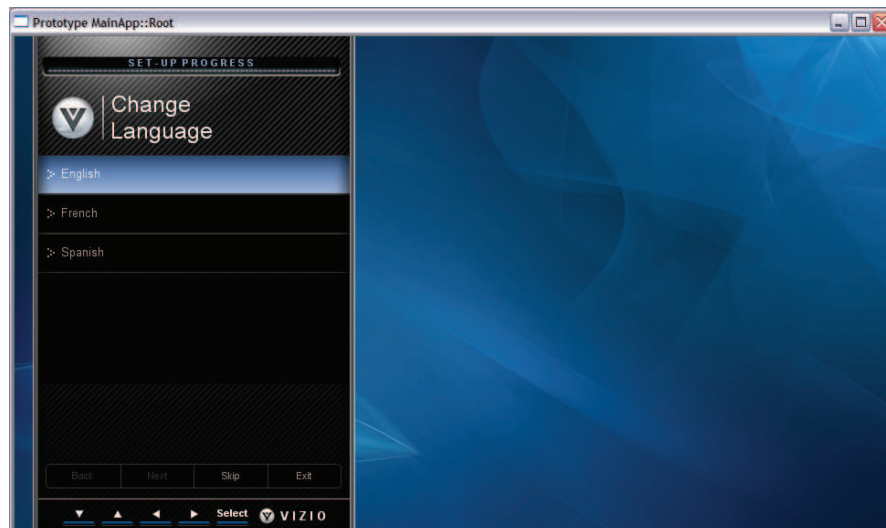 Prototype MainApp::Root
SET-UP PROGRESS
Change
Language
English
French
Spanish
Back Next Skip Exit
Select VIZIO